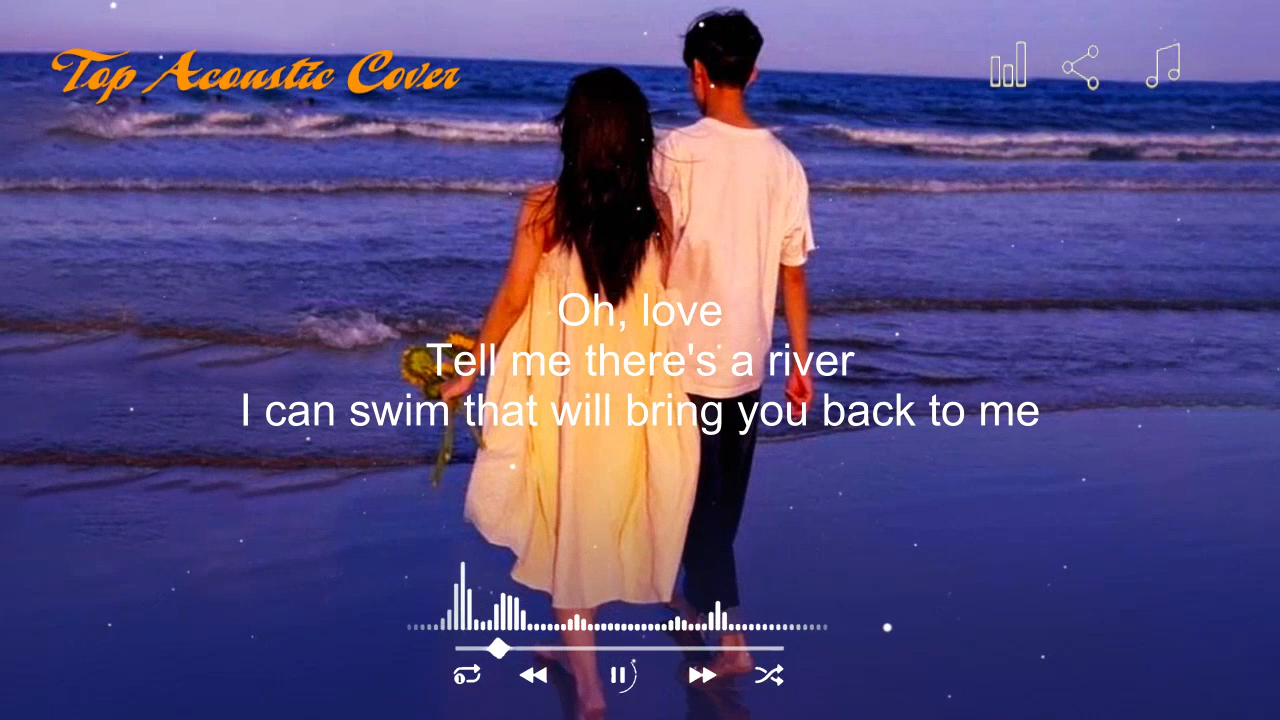 Top Acoustic Cover
Oh, love
Tell me there's a river
I can swim that will bring you back to me